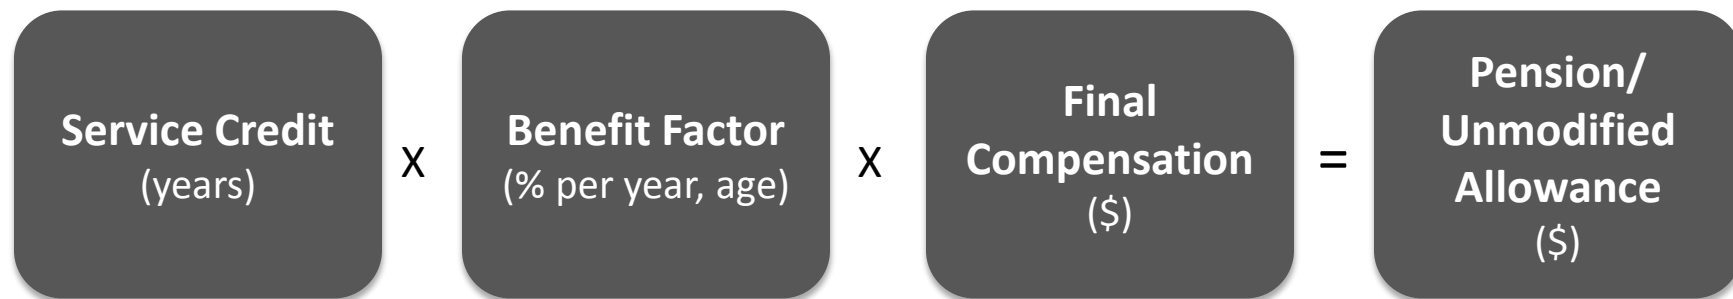 Service Credit
(years)
x
Benefit Factor
(% per year, age)
x
Final
Compensation
($)
=
Pension/
Unmodified
Allowance
($)